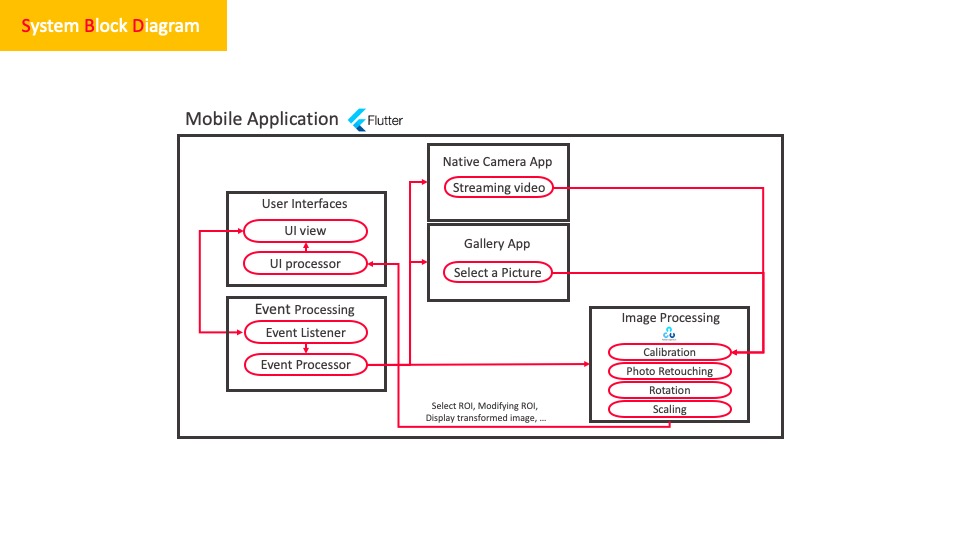 System Block Diagram
Mobile Application
Flutter
Native Camera App
Streaming video
User Interfaces
UI view
UI processor
Gallery App
Select a Picture
Event Processing
Event Listener
Event Processor
Image Processing
Calibration
Photo Retouching
Rotation
Scaling
Select ROI, Modifying ROI,
Display transformed image, ...